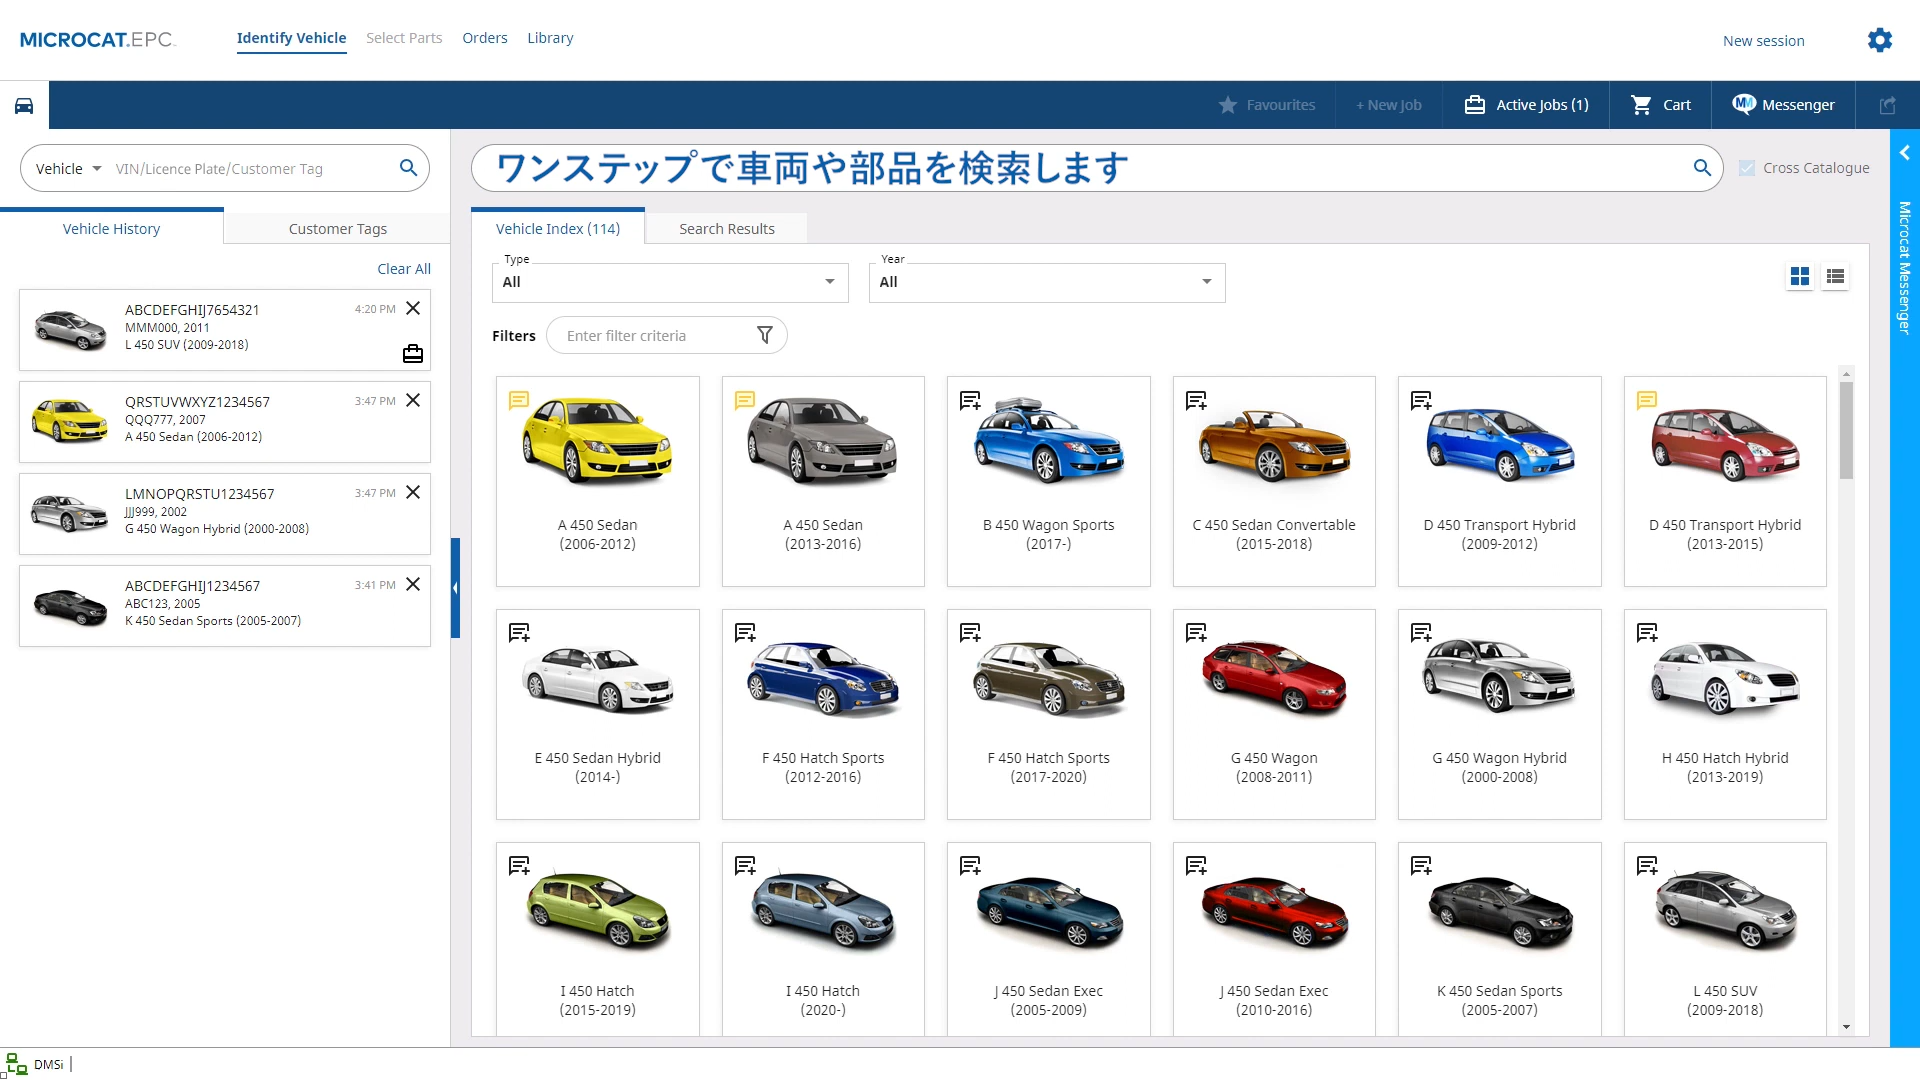 MICROCAT.EPC
Identify Vehicle
Select Parts
Orders
Library
New session
Favourites
+ New Job
Active Jobs (1)
Cart
Messenger
Vehicle
VIN/Licence Plate/Customer Tag
ワンステップで車両や部品を検索します
Cross Catalogue
Microcat Messenger
Vehicle History
Customer Tags
Clear All
ABCDEFGHIJ7654321
4:20 PM
MMM000, 2011
L 450 SUV (2009-2018)
QRSTUVWXYZ1234567
3:47 PM
QQQ777, 2007
A 450 Sedan (2006-2012)
LMNOPQRSTU1234567
3:47 PM
JJJ999, 2002
G 450 Wagon Hybrid (2000-2008)
ABCDEFGHIJ1234567
3:41 PM
ABC123, 2005
K 450 Sedan Sports (2005-2007)
Vehicle Index (114)
Search Results
Type
All
Year
All
Filters
Enter filter criteria
A 450 Sedan
(2006-2012)
A 450 Sedan
(2013-2016)
B 450 Wagon Sports
(2017-)
C 450 Sedan Convertable
(2015-2018)
D 450 Transport Hybrid
(2009-2012)
D 450 Transport Hybrid
(2013-2015)
E 450 Sedan Hybrid
(2014-)
F 450 Hatch Sports
(2012-2016)
F 450 Hatch Sports
(2017-2020)
G 450 Wagon
(2008-2011)
G 450 Wagon Hybrid
(2000-2008)
H 450 Hatch Hybrid
(2013-2019)
I 450 Hatch
(2015-2019)
I 450 Hatch
(2020-)
J 450 Sedan Exec
(2005-2009)
J 450 Sedan Exec
(2010-2016)
K 450 Sedan Sports
(2005-2007)
L 450 SUV
(2009-2018)
DMSi